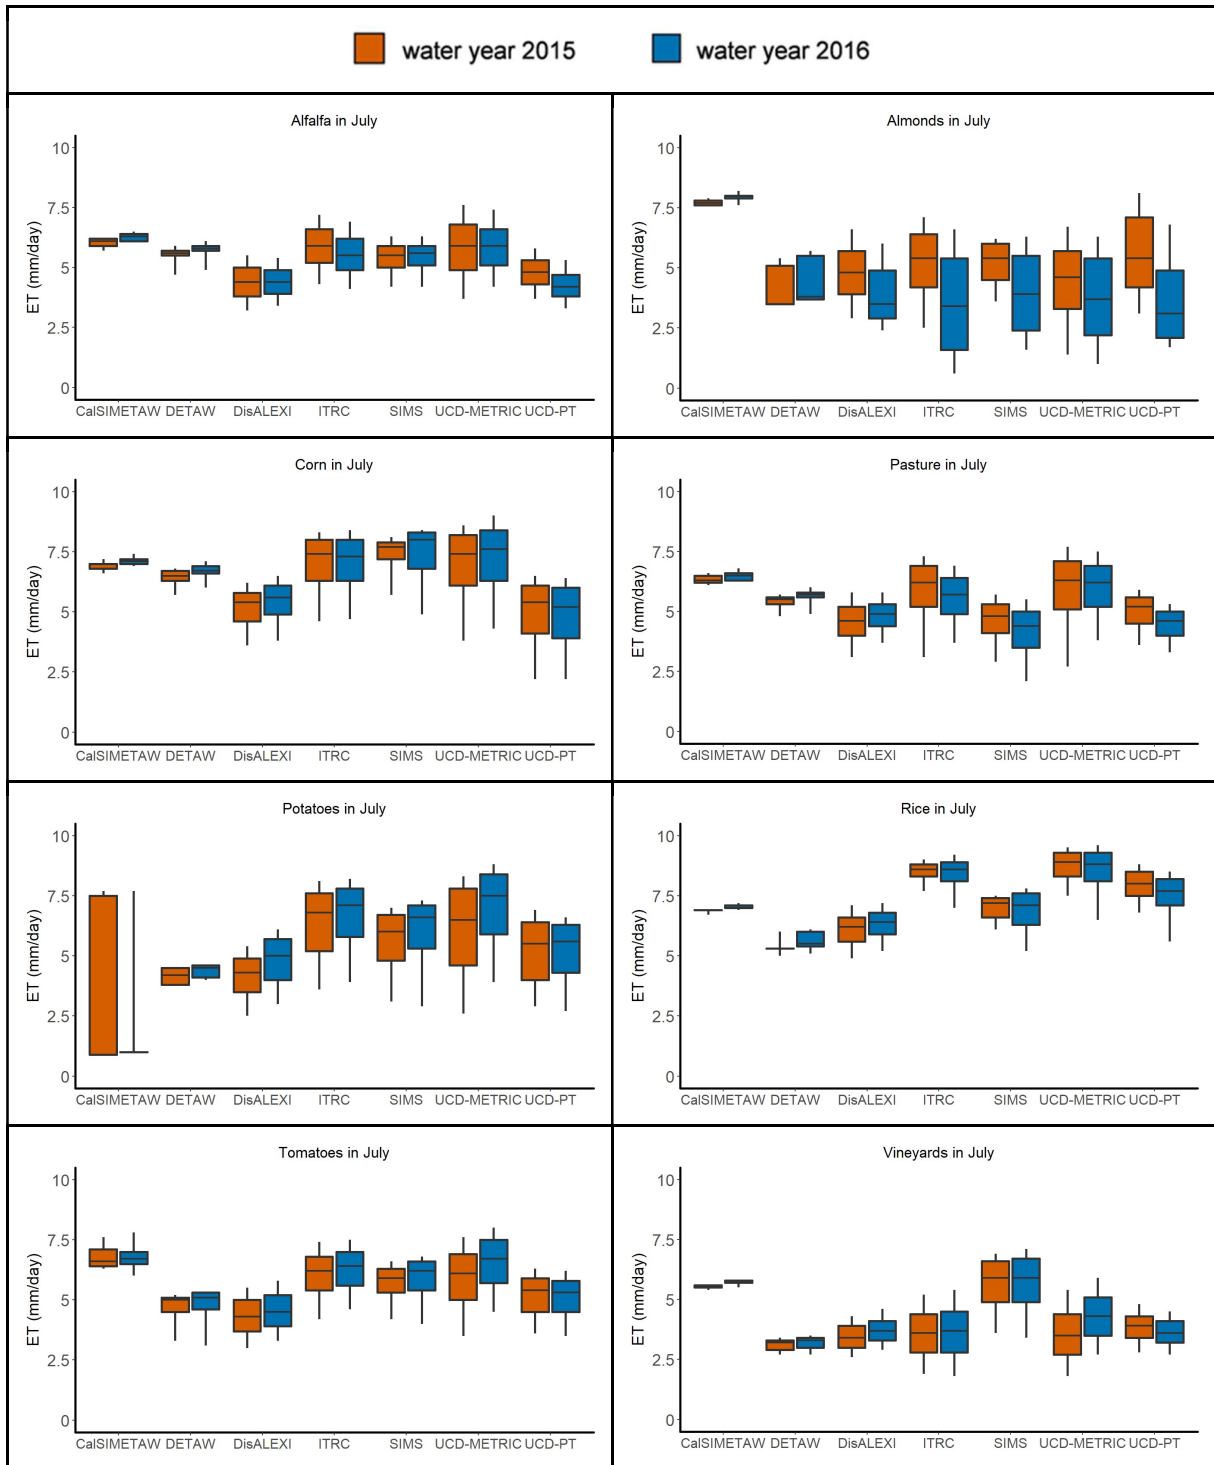 water year 2015 water year 2016
Alfalfa in July
ET (mm/day)
10
7.5
5
2.5
0
CalSIMETAW DETAW DisALEXI ITRC SIMS UCD-METRIC UCD-PT
Almonds in July
ET (mm/day)
10
7.5
5
2.5
0
CalSIMETAW DETAW DisALEXI ITRC SIMS UCD-METRIC UCD-PT
Corn in July
ET (mm/day)
10
7.5
5
2.5
0
CalSIMETAW DETAW DisALEXI ITRC SIMS UCD-METRIC UCD-PT
Pasture in July
ET (mm/day)
10
7.5
5
2.5
0
CalSIMETAW DETAW DisALEXI ITRC SIMS UCD-METRIC UCD-PT
Potatoes in July
ET (mm/day)
10
7.5
5
2.5
0
CalSIMETAW DETAW DisALEXI ITRC SIMS UCD-METRIC UCD-PT
Rice in July
ET (mm/day)
10
7.5
5
2.5
0
CalSIMETAW DETAW DisALEXI ITRC SIMS UCD-METRIC UCD-PT
Tomatoes in July
ET (mm/day)
10
7.5
5
2.5
0
CalSIMETAW DETAW DisALEXI ITRC SIMS UCD-METRIC UCD-PT
Vineyards in July
ET (mm/day)
10
7.5
5
2.5
0
CalSIMETAW DETAW DisALEXI ITRC SIMS UCD-METRIC UCD-PT